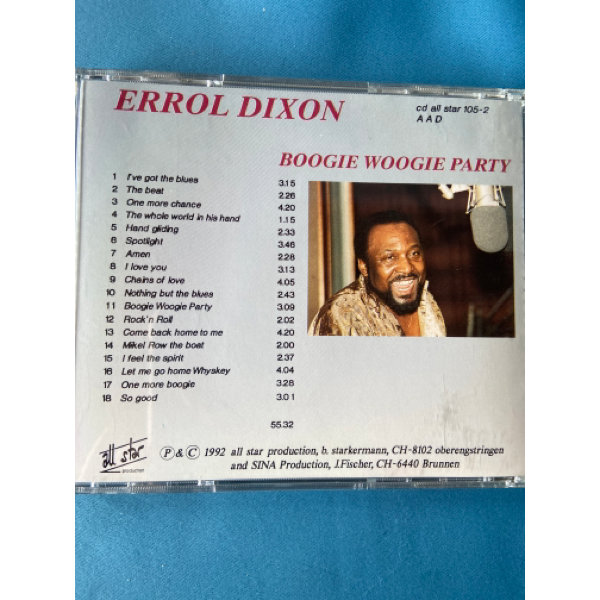 ERROL DIXON
cd all star 105-2
A A D
BOOGIE WOOGIE PARTY
1 I've got the blues 3.15
2 The beat 2.26
3 One more chance 4.20
4 The whole world in his hand 1.15
5 Hand gliding 2.33
6 Spotlight 3.46
7 Amen 2.28
8 I love you 3.13
9 Chains of love 4.05
10 Nothing but the blues 2.43
11 Boogie Woogie Party 3.09
12 Rock'n Roll 2.02
13 Come back home to me 4.20
14 Mikel Row the boat 2.00
15 I feel the spirit 2.37
16 Let me go home Whyskey 4.04
17 One more boogie 3.28
18 So good 3.01
55.32
all star
production
Ⓟ & Ⓒ 1992 all star production, b. starkermann, CH-8102 oberengstringen
and SINA Production, J.Fischer, CH-6440 Brunnen